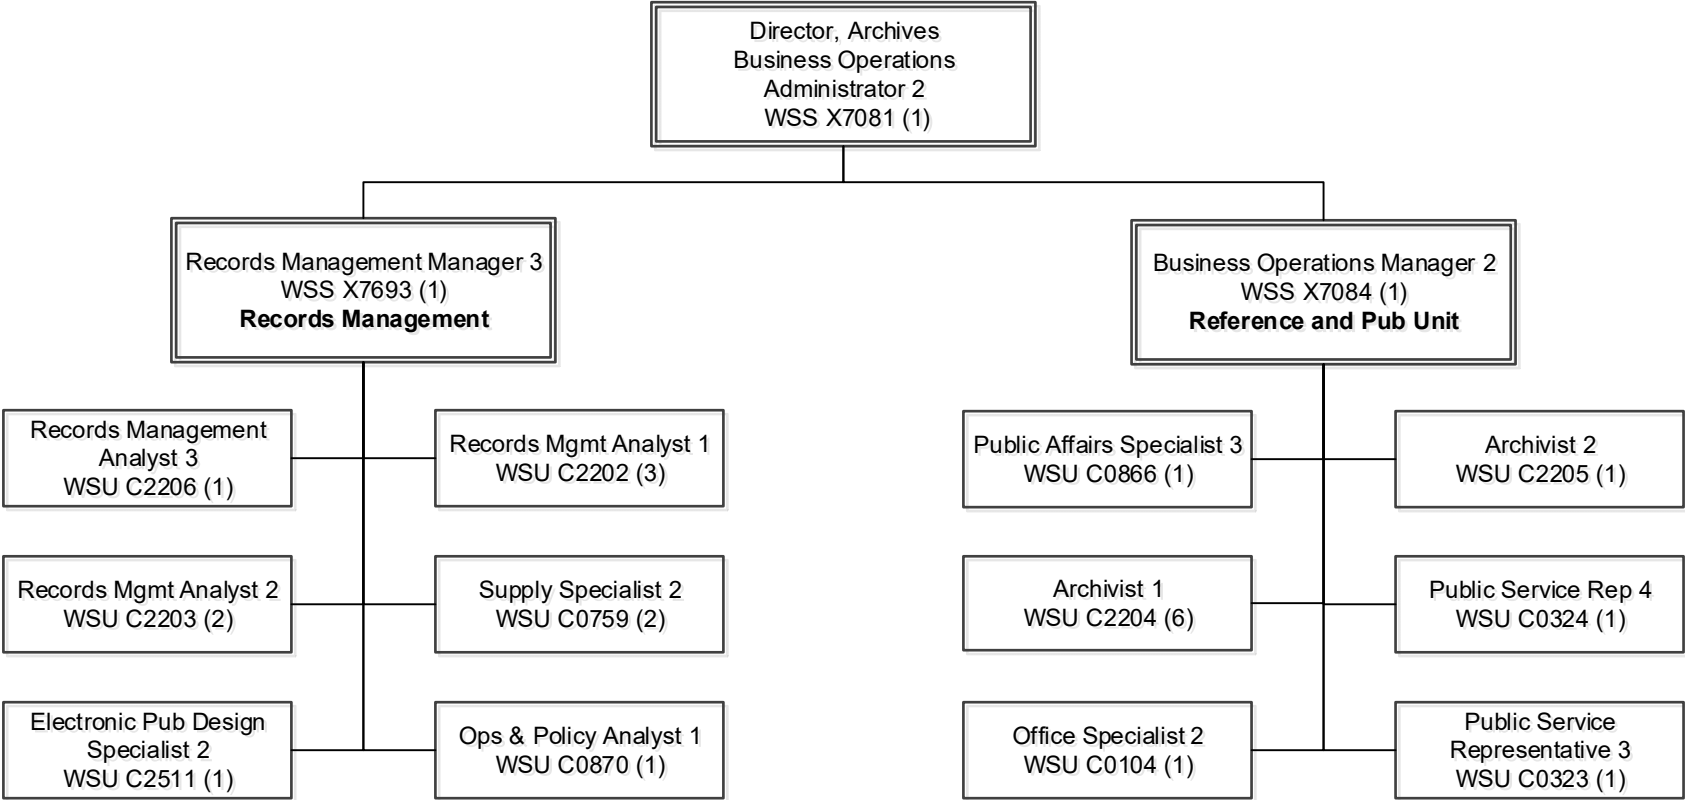 Director, Archives
Business Operations
Administrator 2
WSS X7081 (1)
Records Management Manager 3
WSS X7693 (1)
Records Management
Business Operations Manager 2
WSS X7084 (1)
Reference and Pub Unit
Records Management
Analyst 3
WSU C2206 (1)
Records Mgmt Analyst 1
WSU C2202 (3)
Public Affairs Specialist 3
WSU C0866 (1)
Archivist 2
WSU C2205 (1)
Records Mgmt Analyst 2
WSU C2203 (2)
Supply Specialist 2
WSU C0759 (2)
Archivist 1
WSU C2204 (6)
Public Service Rep 4
WSU C0324 (1)
Electronic Pub Design
Specialist 2
WSU C2511 (1)
Ops & Policy Analyst 1
WSU C0870 (1)
Office Specialist 2
WSU C0104 (1)
Public Service
Representative 3
WSU C0323 (1)